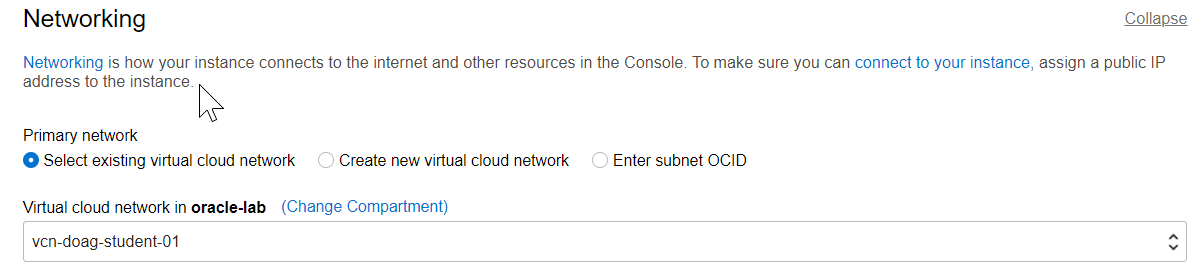 Networking
Collapse
Networking is how your instance connects to the internet and other resources in the Console. To make sure you can connect to your instance, assign a public IP
address to the instance.
Primary network
Select existing virtual cloud network Create new virtual cloud network Enter subnet OCID
Virtual cloud network in oracle-lab (Change Compartment)
vcn-doag-student-01